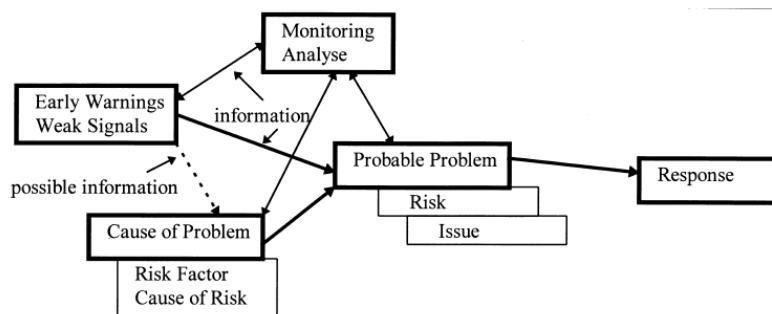 Monitoring
Analyse
Early Warnings
Weak Signals
information
Probable Problem
Response
possible information
Risk
Cause of Problem
Issue
Risk Factor
Cause of Risk